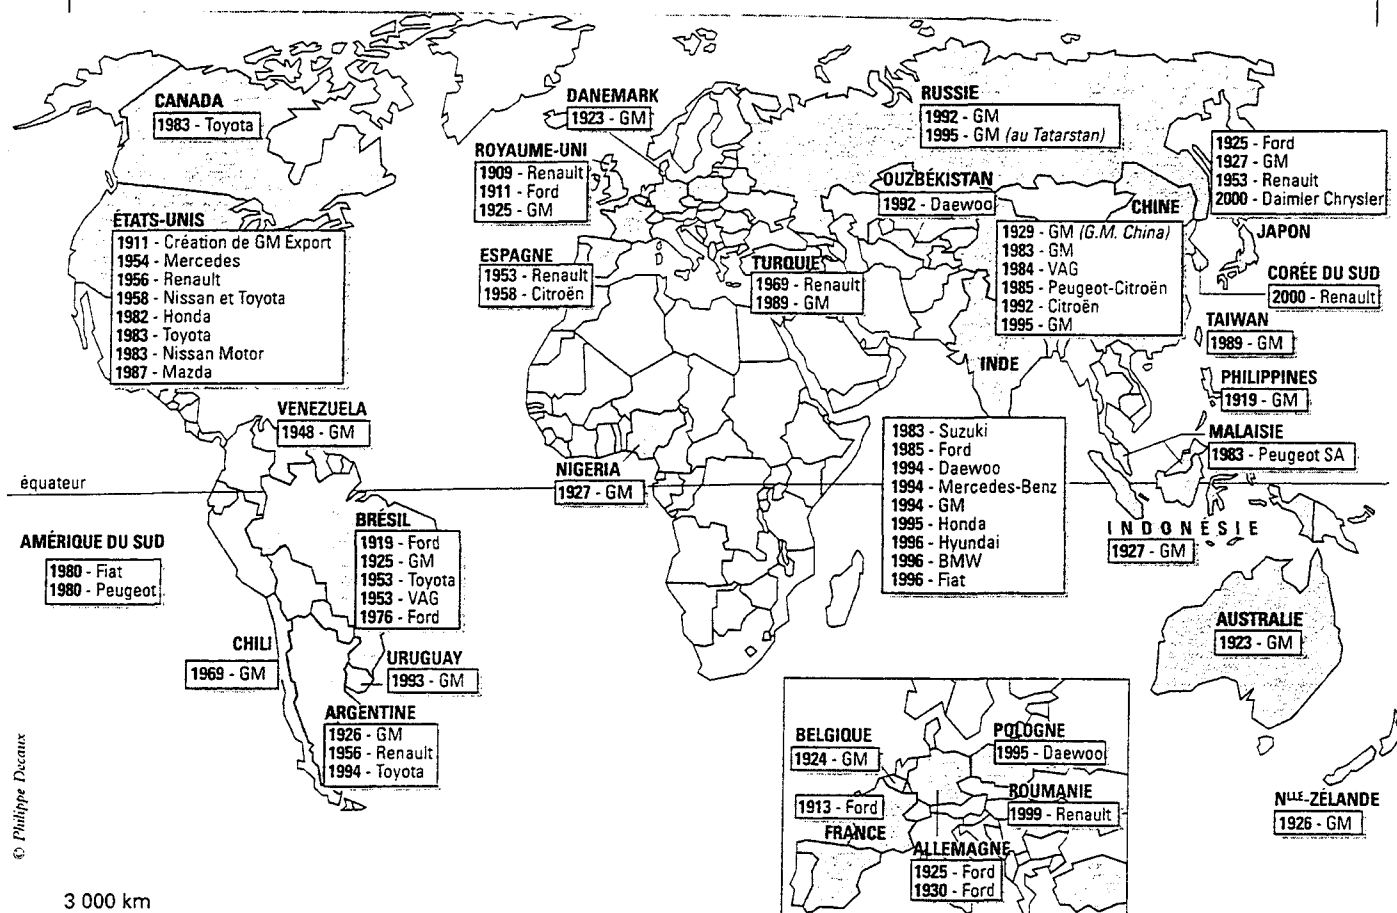 CANADA
1983 - Toyota
DANEMARK
1923 - GM
RUSSIE
1992 - GM
1995 - GM (au Tatarstan)
ROYAUME-UNI
1909 - Renault
1911 - Ford
1925 - GM
OUZBÉKISTAN
1992 - Daewoo
1925 - Ford
1927 - GM
1953 - Renault
2000 - Daimler Chrysler
JAPON
ÉTATS-UNIS
1911 - Création de GM Export
1954 - Mercedes
1956 - Renault
1958 - Nissan et Toyota
1982 - Honda
1983 - Toyota
1983 - Nissan Motor
1987 - Mazda
ESPAGNE
1953 - Renault
1958 - Citroën
TURQUIE
1969 - Renault
1989 - GM
CHINE
1929 - GM (G.M. China)
1983 - GM
1984 - VAG
1985 - Peugeot-Citroën
1992 - Citroën
1995 - GM
CORÉE DU SUD
2000 - Renault
TAIWAN
1989 - GM
INDE
PHILIPPINES
1919 - GM
VENEZUELA
1948 - GM
MALAISIE
1983 - Peugeot SA
1983 - Suzuki
1985 - Ford
1994 - Daewoo
1994 - Mercedes-Benz
1994 - GM
1995 - Honda
1996 - Hyundai
1996 - BMW
1996 - Fiat
NIGERIA
1927 - GM
équateur
INDONÉSIE
1927 - GM
AMÉRIQUE DU SUD
1980 - Fiat
1980 - Peugeot
BRÉSIL
1919 - Ford
1925 - GM
1953 - Toyota
1953 - VAG
1976 - Ford
AUSTRALIE
1923 - GM
CHILI
1969 - GM
URUGUAY
1993 - GM
ARGENTINE
1926 - GM
1956 - Renault
1994 - Toyota
BELGIQUE
1924 - GM
POLOGNE
1995 - Daewoo
1913 - Ford
FRANCE
ROUMANIE
1999 - Renault
ALLEMAGNE
1925 - Ford
1930 - Ford
NLLE-ZÉLANDE
1926 - GM
© Philippe Decaux
3 000 km